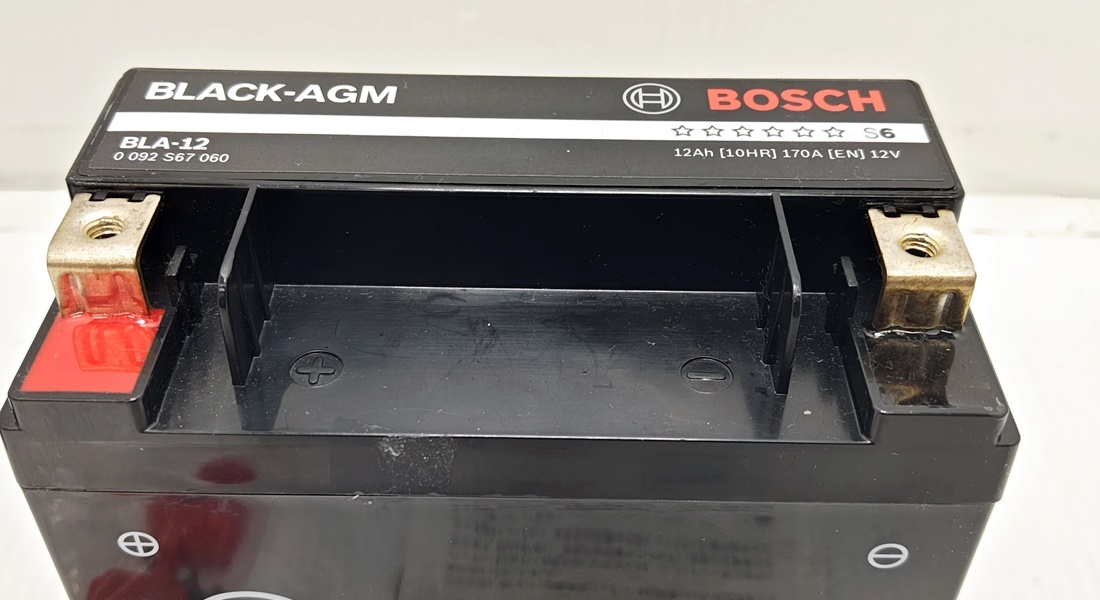 BLACK-AGM
BOSCH
☆☆☆☆☆☆ S6
BLA-12
0 092 S67 060
12Ah [10HR] 170A [EN] 12V